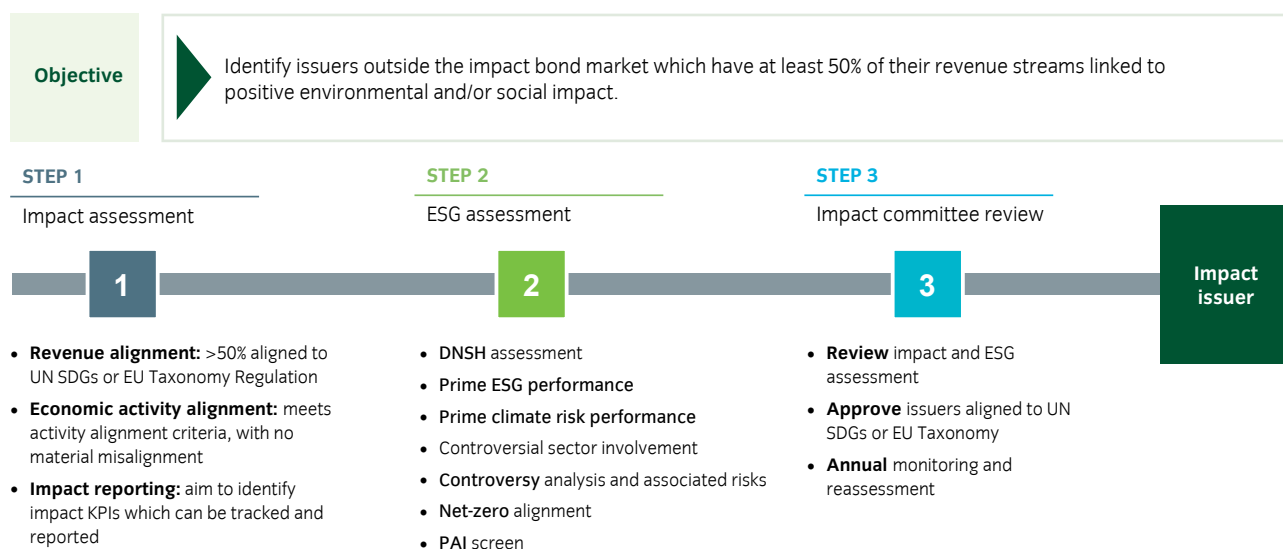 Objective
Identify issuers outside the impact bond market which have at least 50% of their revenue streams linked to
positive environmental and/or social impact.
STEP 1
Impact assessment
1
• Revenue alignment: >50% aligned to
UN SDGs or EU Taxonomy Regulation
• Economic activity alignment: meets
activity alignment criteria, with no
material misalignment
• Impact reporting: aim to identify
impact KPIs which can be tracked and
reported
STEP 2
ESG assessment
2
• DNSH assessment
• Prime ESG performance
• Prime climate risk performance
• Controversial sector involvement
• Controversy analysis and associated risks
• Net-zero alignment
• PAI screen
STEP 3
Impact committee review
3
• Review impact and ESG
assessment
• Approve issuers aligned to UN
SDGs or EU Taxonomy
• Annual monitoring and
reassessment
Impact
issuer